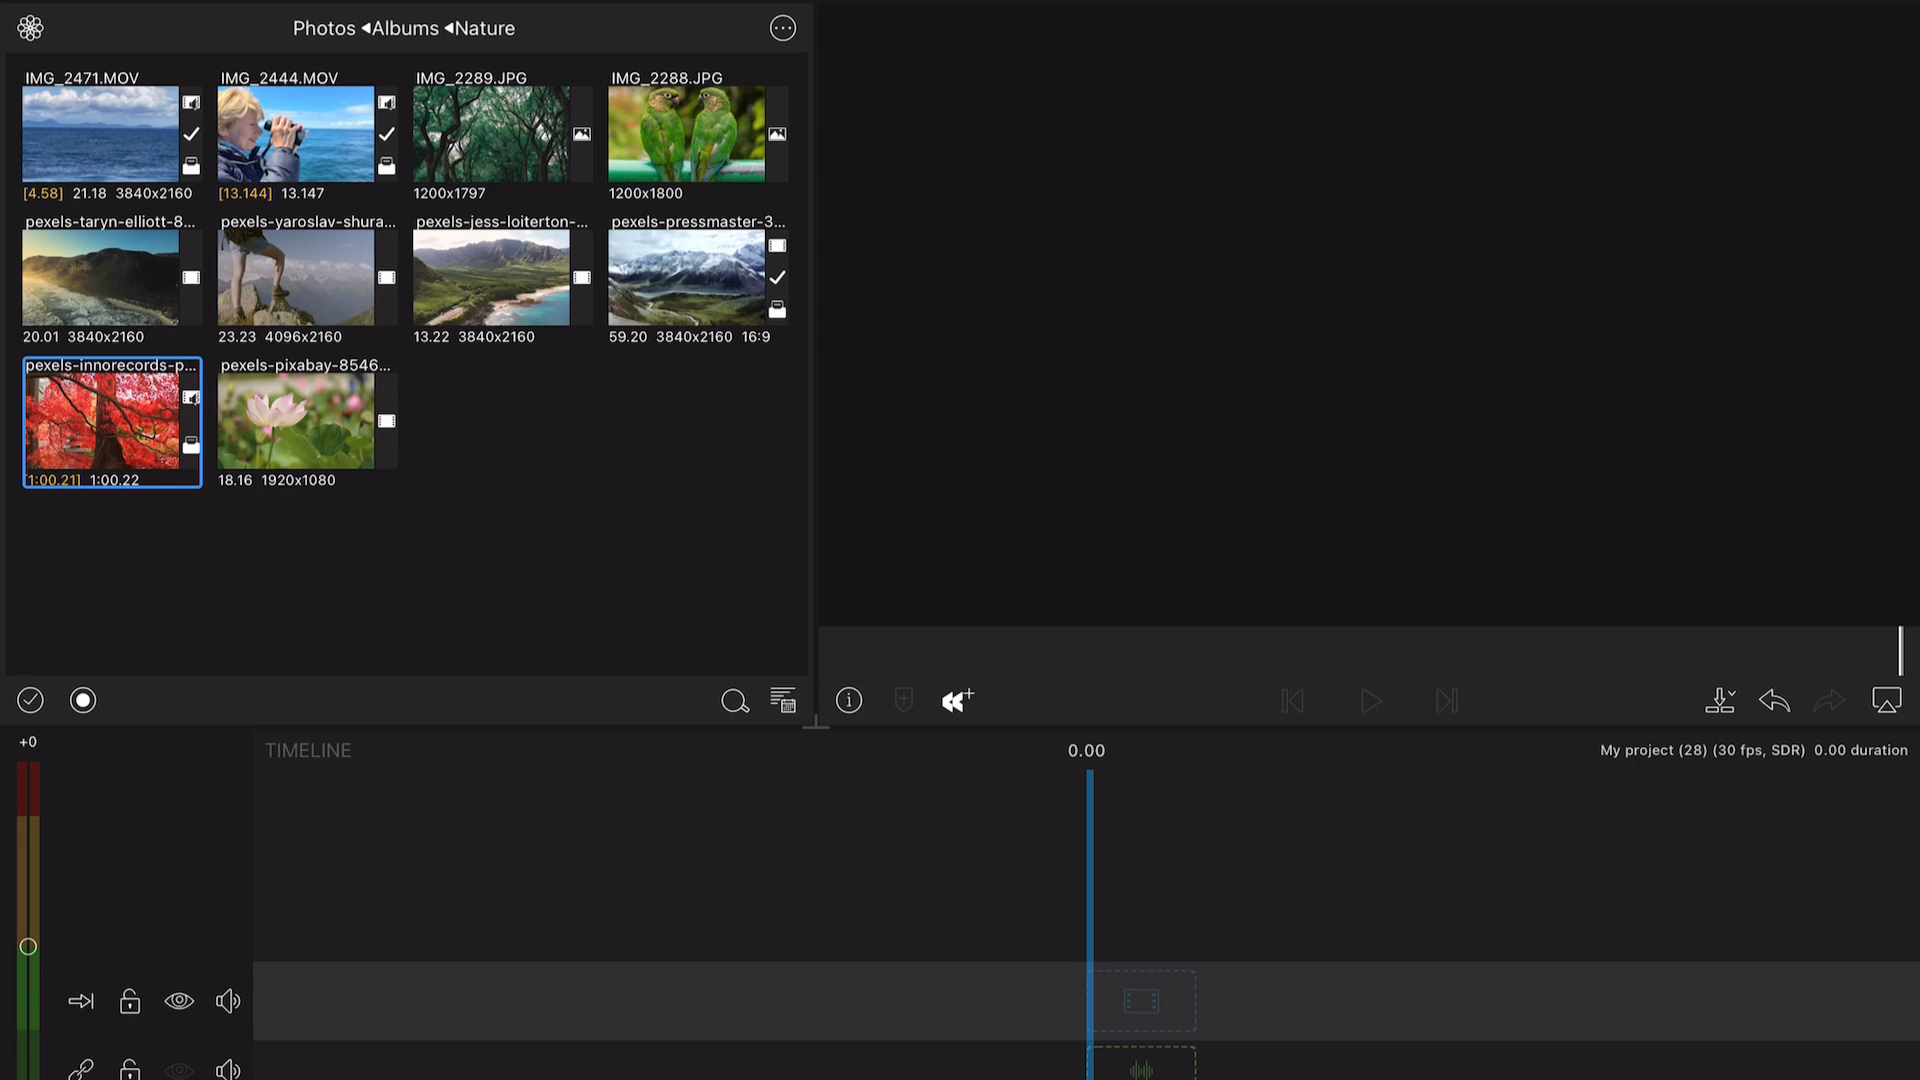 Photos ◀Albums ◀Nature
IMG_2471.MOV IMG_2444.MOV IMG_2289.JPG IMG_2288.JPG
[4.58] 21.18 3840x2160 [13.144] 13.147 1200x1797 1200x1800
pexels-taryn-elliott-8... pexels-yaroslav-shura... pexels-jess-loiterton-... pexels-pressmaster-3...
20.01 3840x2160 23.23 4096x2160 13.22 3840x2160 59.20 3840x2160 16:9
pexels-innorecords-p... pexels-pixabay-8546...
[1:00.21] 1:00.22 18.16 1920x1080
+0
TIMELINE 0.00 My project (28) (30 fps, SDR) 0.00 duration